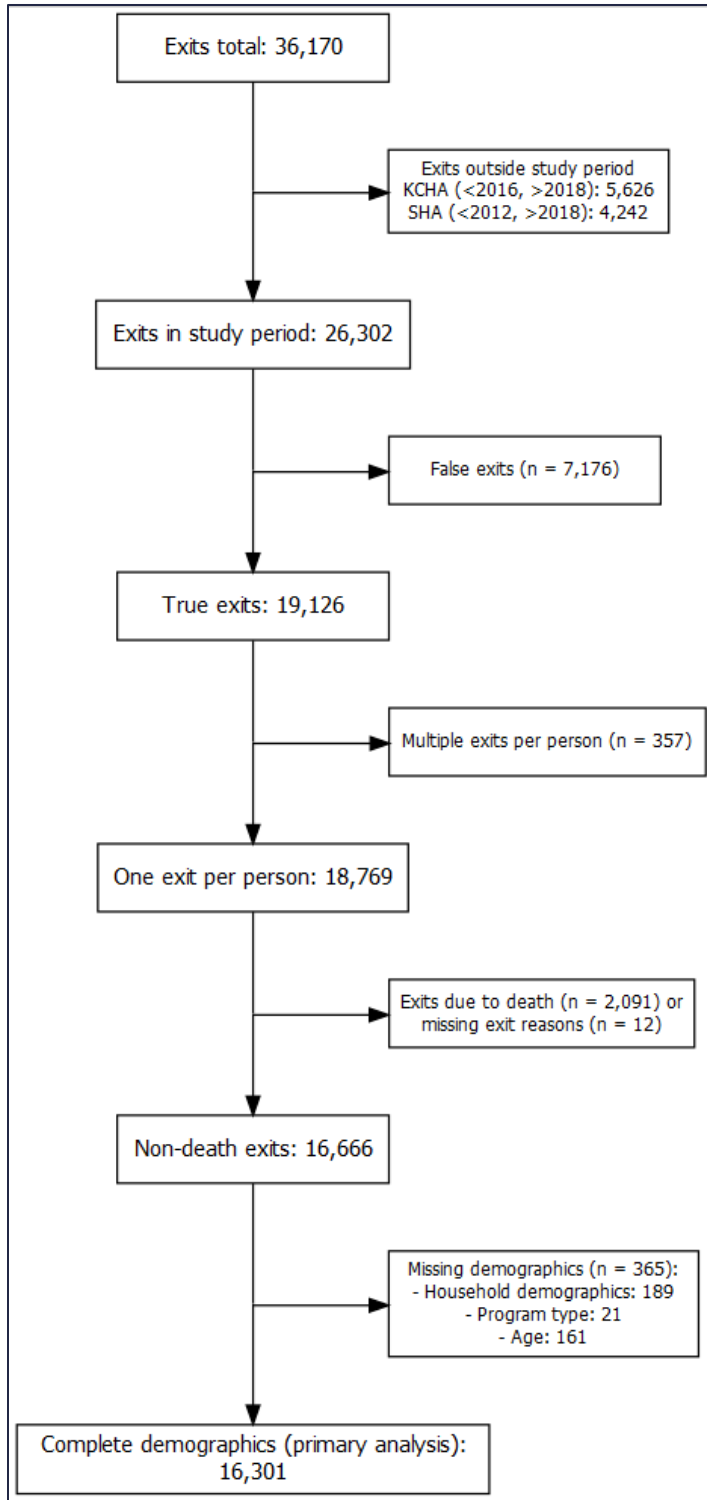 Exits total: 36,170
Exits outside study period
KCHA (<2016, >2018): 5,626
SHA (<2012, >2018): 4,242
Exits in study period: 26,302
False exits (n = 7,176)
True exits: 19,126
Multiple exits per person (n = 357)
One exit per person: 18,769
Exits due to death (n = 2,091) or
missing exit reasons (n = 12)
Non-death exits: 16,666
Missing demographics (n = 365):
- Household demographics: 189
- Program type: 21
- Age: 161
Complete demographics (primary analysis):
16,301